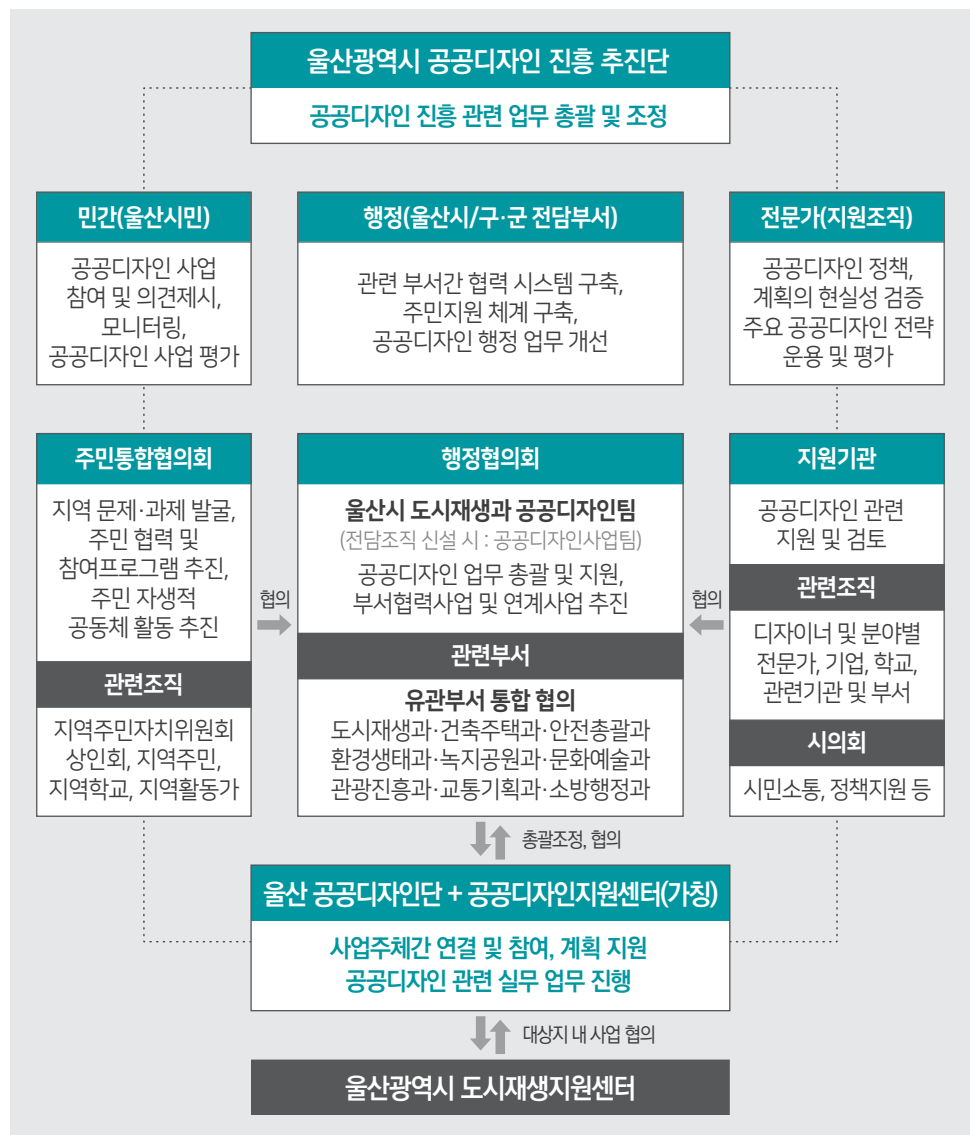 울산광역시 공공디자인 진흥 추진단
공공디자인 진흥 관련 업무 총괄 및 조정
민간(울산시민)
공공디자인 사업
참여 및 의견제시,
모니터링,
공공디자인 사업 평가
행정(울산시/구·군 전담부서)
관련 부서간 협력 시스템 구축,
주민지원 체계 구축,
공공디자인 행정 업무 개선
전문가(지원조직)
공공디자인 정책,
계획의 현실성 검증
주요 공공디자인 전략
운용 및 평가
주민통합협의회
지역 문제·과제 발굴,
주민 협력 및
참여프로그램 추진,
주민 자생적
공동체 활동 추진
관련조직
지역주민자치위원회
상인회, 지역주민,
지역학교, 지역활동가
협의
행정협의회
울산시 도시재생과 공공디자인팀
(전담조직 신설 시 : 공공디자인사업팀)
공공디자인 업무 총괄 및 지원,
부서협력사업 및 연계사업 추진
관련부서
유관부서 통합 협의
도시재생과·건축주택과·안전총괄과
환경생태과·녹지공원과·문화예술과
관광진흥과·교통기획과·소방행정과
협의
지원기관
공공디자인 관련
지원 및 검토
관련조직
디자이너 및 분야별
전문가, 기업, 학교,
관련기관 및 부서
시의회
시민소통, 정책지원 등
총괄조정, 협의
울산 공공디자인단 + 공공디자인지원센터(가칭)
사업주체간 연결 및 참여, 계획 지원
공공디자인 관련 실무 업무 진행
대상지 내 사업 협의
울산광역시 도시재생지원센터